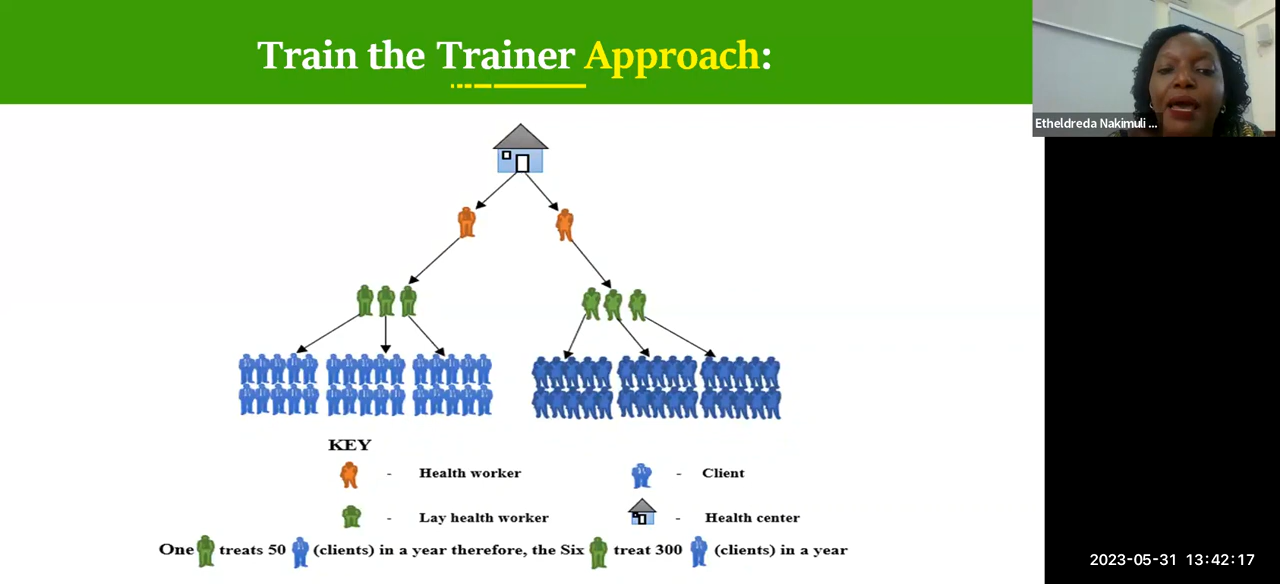 Train the Trainer Approach:
Etheldreda Nakimuli ...
KEY
- Health worker
- Client
- Lay health worker
- Health center
One treats 50 (clients) in a year therefore, the Six treat 300 (clients) in a year
2023-05-31 13:42:17